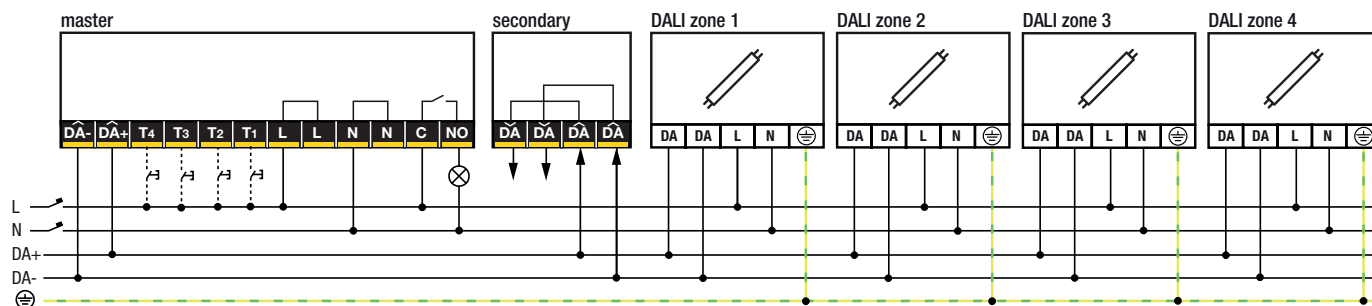 master
secondary
DALI zone 1
DALI zone 2
DALI zone 3
DALI zone 4
DA- DA+ T4 T3 T2 T1 L L N N C NO
DA DA DA DA
DA DA L N
DA DA L N
DA DA L N
DA DA L N
L
N
DA+
DA-